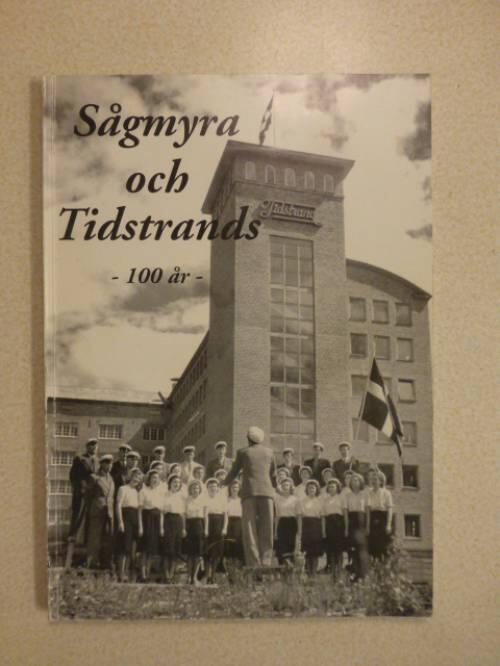 Sågmyra
och
Tidstrands
- 100 år -
Tidstrand